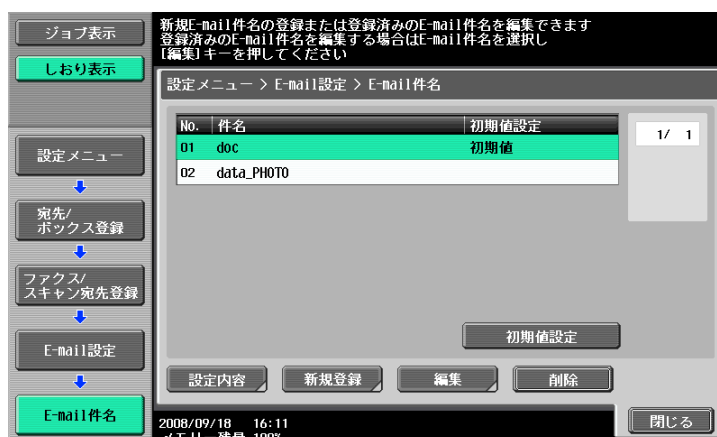 ジョブ表示
しおり表示
設定メニュー
宛先/
ボックス登録
ファクス/
スキャン宛先登録
E-mail設定
E-mail件名
新規E-mail件名の登録または登録済みのE-mail件名を編集できます
登録済みのE-mail件名を編集する場合はE-mail件名を選択し
[編集]キーを押してください
設定メニュー > E-mail設定 > E-mail件名
No. 件名 初期値設定
01 doc 初期値
02 data_PHOTO
1/ 1
初期値設定
設定内容 新規登録 編集 削除
閉じる
2008/09/18 16:11
メモリ 残量 100%